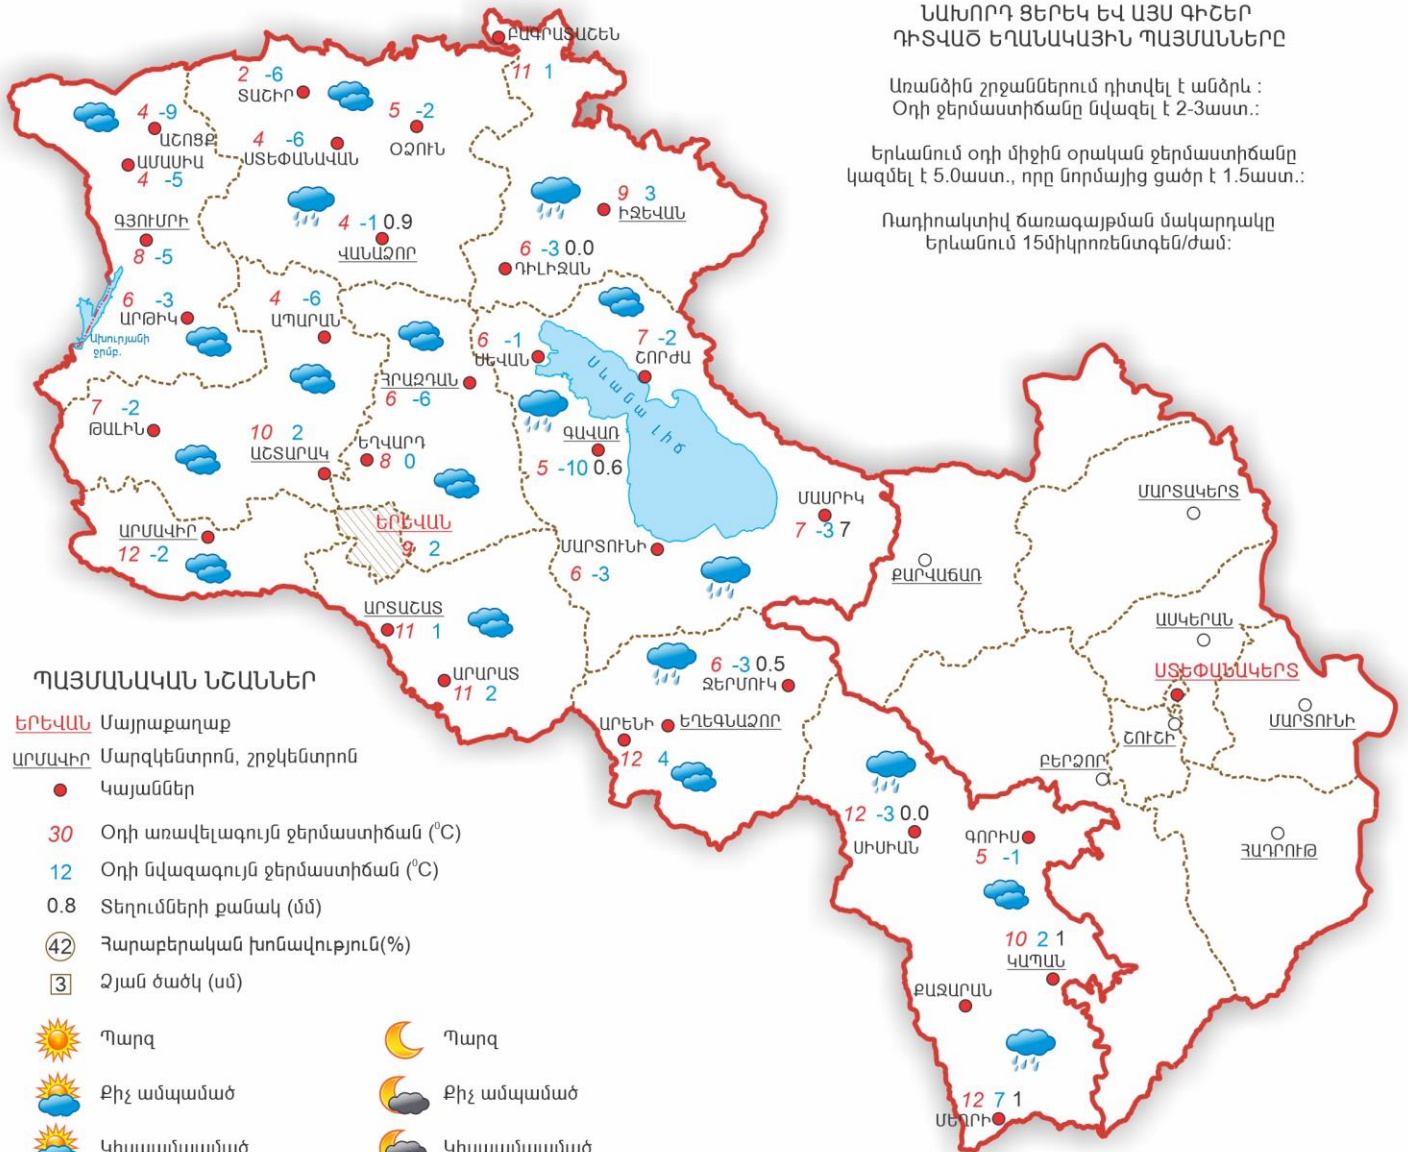 ՆԱԽՈՐԴ ՑԵՐԵԿ ԵՎ ԱՅՍ ԳԻՇԵՐ
ԴԻՏՎԱԾ ԵՂԱՆԱԿԱՅԻՆ ՊԱՅՄԱՆՆԵՐԸ
Առանձին շրջաններում դիտվել է անձրև :
Օդի ջերմաստիճանը նվազել է 2-3աստ.:
Երևանում օդի միջին օրական ջերմաստիճանը
կազմել է 5.0աստ., որը նորմայից ցածր է 1.5աստ.:
Ռադիոակտիվ ճառագայթման մակարդակը
Երևանում 15միկրոռենտգեն/ժամ:
ԲԱԳՐԱՏԱՇԵՆ
11 1
2 -6
ՏԱՇԻՐ
4 -9
ԱՇՈՑՔ
5 -2
ՕՁՈՒՆ
4 -6
ՍՏԵՓԱՆԱՎԱՆ
ԱՄԱՍԻԱ
4 -5
9 3
ԻՋԵՎԱՆ
ԳՅՈՒՄՐԻ
8 -5
4 -1 0.9
ՎԱՆԱՁՈՐ
6 -3 0.0
ԴԻԼԻՋԱՆ
6 -3
ԱՐԹԻԿ
4 -6
ԱՊԱՐԱՆ
Ախուրյանի
ջրմբ.
6 -1
ՍԵՎԱՆ
7 -2
ՇՈՐԺԱ
Սևանա լիճ
ՀՐԱԶԴԱՆ
6 -6
7 -2
ԹԱԼԻՆ
10 2
ԱՇՏԱՐԱԿ
ԵՂՎԱՐԴ
8 0
ԳԱՎԱՌ
5 -10 0.6
ՄԱՍՐԻԿ
7 -3 7
ՄԱՐՏԱԿԵՐՏ
ԱՐՄԱՎԻՐ
12 -2
ԵՐԵՎԱՆ
9 2
ՄԱՐՏՈՒՆԻ
6 -3
ՔԱՐՎԱՃԱՌ
ԱՐՏԱՇԱՏ
11 1
ԱՍԿԵՐԱՆ
ՍՏԵՓԱՆԱԿԵՐՏ
ԱՐԱՐԱՏ
11 2
6 -3 0.5
ՋԵՐՄՈՒԿ
ՄԱՐՏՈՒՆԻ
ՇՈՒՇԻ
ԱՐԵՆԻ
12 4
ԵՂԵԳՆԱՁՈՐ
ԲԵՐՁՈՐ
12 -3 0.0
ՍԻՍԻԱՆ
ԳՈՐԻՍ
5 -1
ՀԱԴՐՈՒԹ
10 2 1
ԿԱՊԱՆ
ՔԱՋԱՐԱՆ
12 7 1
ՄԵՂՐԻ
ՊԱՅՄԱՆԱԿԱՆ ՆՇԱՆՆԵՐ
ԵՐԵՎԱՆ Մայրաքաղաք
ԱՐՄԱՎԻՐ Մարզկենտրոն, շրջկենտրոն
Կայաններ
30 Օդի առավելագույն ջերմաստիճան (⁰C)
12 Օդի նվազագույն ջերմաստիճան (⁰C)
0.8 Տեղումների քանակ (մմ)
42 Հարաբերական խոնավություն(%)
3 Ձյան ծածկ (սմ)
Պարզ Պարզ
Քիչ ամպամած Քիչ ամպամած
Կիսաամպամած Կիսաամպամած